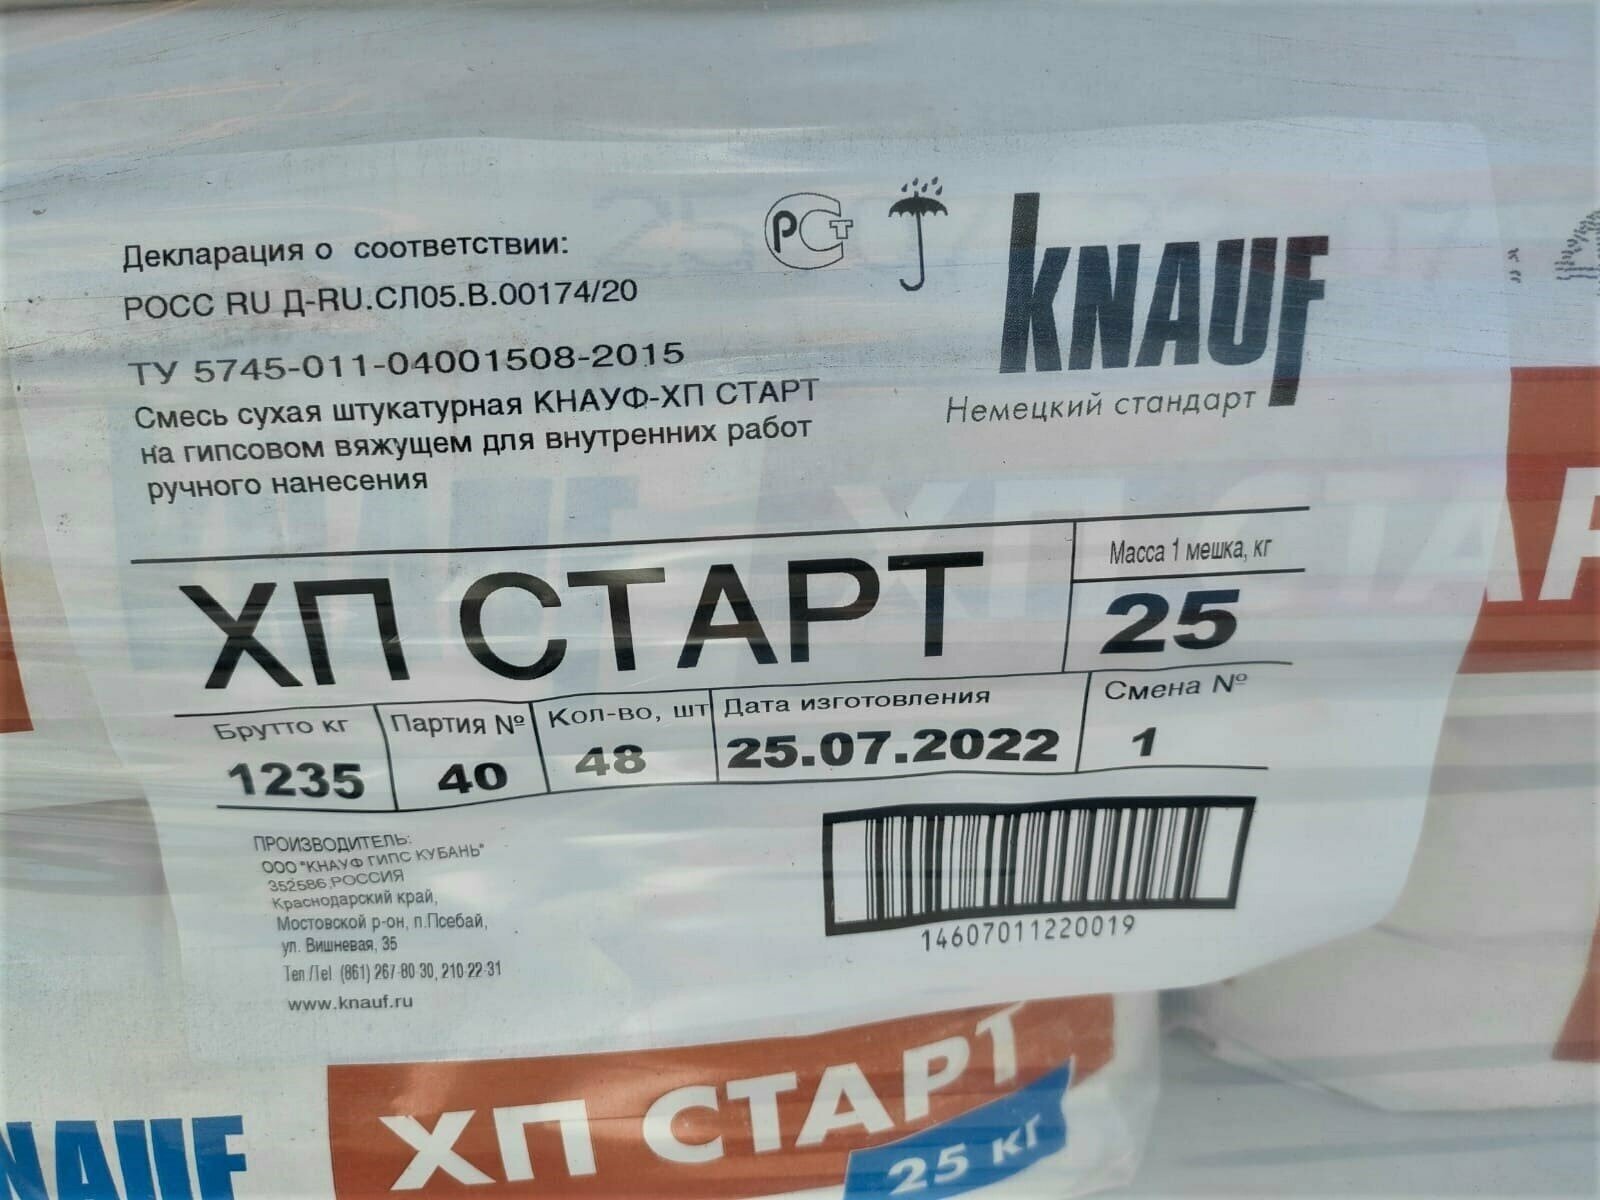 Декларация о соответствии:
РОСС RU Д-RU.СЛ05.В.00174/20
ТУ 5745-011-04001508-2015
Смесь сухая штукатурная КНАУФ-ХП СТАРТ
на гипсовом вяжущем для внутренних работ
ручного нанесения
РСТ
KNAUF
Немецкий стандарт
ХП СТАРТ
Масса 1 мешка, кг
25
Брутто кг
1235
Партия №
40
Кол-во, шт
48
Дата изготовления
25.07.2022
Смена №
1
ПРОИЗВОДИТЕЛЬ:
ООО "КНАУФ ГИПС КУБАНЬ"
352586,РОССИЯ
Краснодарский край,
Мостовской р-он, п.Псебай,
ул. Вишневая, 35
Тел./Tel. (861) 267-80-30, 210-22-31
www.knauf.ru
14607011220019
ХП СТАР
KNAUF
ХП СТАРТ
25 кг